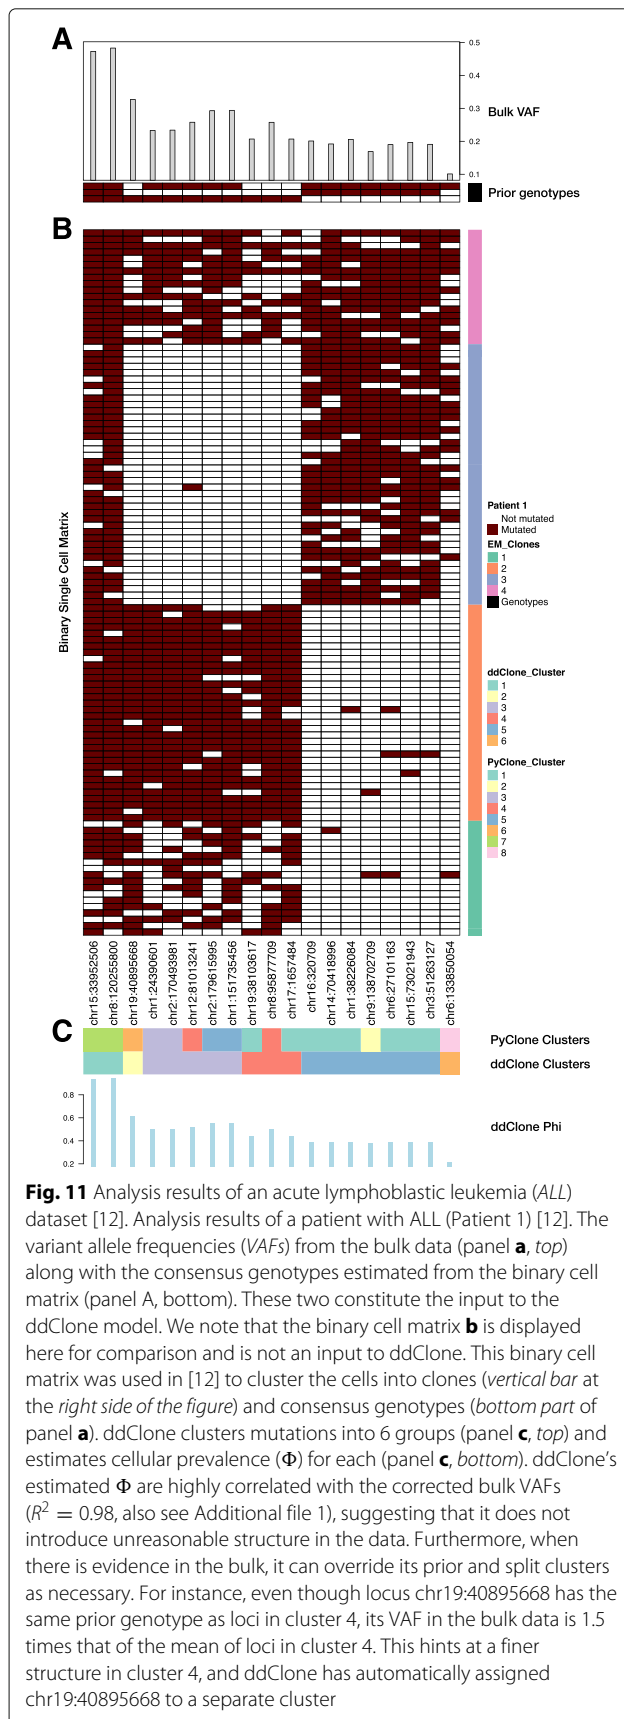 A
0.5
0.4
0.3
0.2
0.1
Bulk VAF
Prior genotypes
B
Binary Single Cell Matrix
Patient 1
Not mutated
Mutated
EM_Clones
1
2
3
4
Genotypes
ddClone_Cluster
1
2
3
4
5
6
PyClone_Cluster
1
2
3
4
5
6
7
8
chr15:33952506
chr8:120255800
chr19:40895668
chr1:24390601
chr2:170493981
chr12:81013241
chr2:179615995
chr1:151735456
chr19:38103617
chr8:95877709
chr17:1657484
chr16:320709
chr14:70418996
chr1:38226084
chr9:138702709
chr6:27101163
chr15:73021943
chr3:51263127
chr6:133850054
C
PyClone Clusters
ddClone Clusters
0.8
0.6
0.4
0.2
ddClone Phi
Fig. 11 Analysis results of an acute lymphoblastic leukemia (ALL)
dataset [12]. Analysis results of a patient with ALL (Patient 1) [12]. The
variant allele frequencies (VAFs) from the bulk data (panel a, top)
along with the consensus genotypes estimated from the binary cell
matrix (panel A, bottom). These two constitute the input to the
ddClone model. We note that the binary cell matrix b is displayed
here for comparison and is not an input to ddClone. This binary cell
matrix was used in [12] to cluster the cells into clones (vertical bar at
the right side of the figure) and consensus genotypes (bottom part of
panel a). ddClone clusters mutations into 6 groups (panel c, top) and
estimates cellular prevalence (Φ) for each (panel c, bottom). ddClone's
estimated Φ are highly correlated with the corrected bulk VAFs
(R² = 0.98, also see Additional file 1), suggesting that it does not
introduce unreasonable structure in the data. Furthermore, when
there is evidence in the bulk, it can override its prior and split clusters
as necessary. For instance, even though locus chr19:40895668 has the
same prior genotype as loci in cluster 4, its VAF in the bulk data is 1.5
times that of the mean of loci in cluster 4. This hints at a finer
structure in cluster 4, and ddClone has automatically assigned
chr19:40895668 to a separate cluster